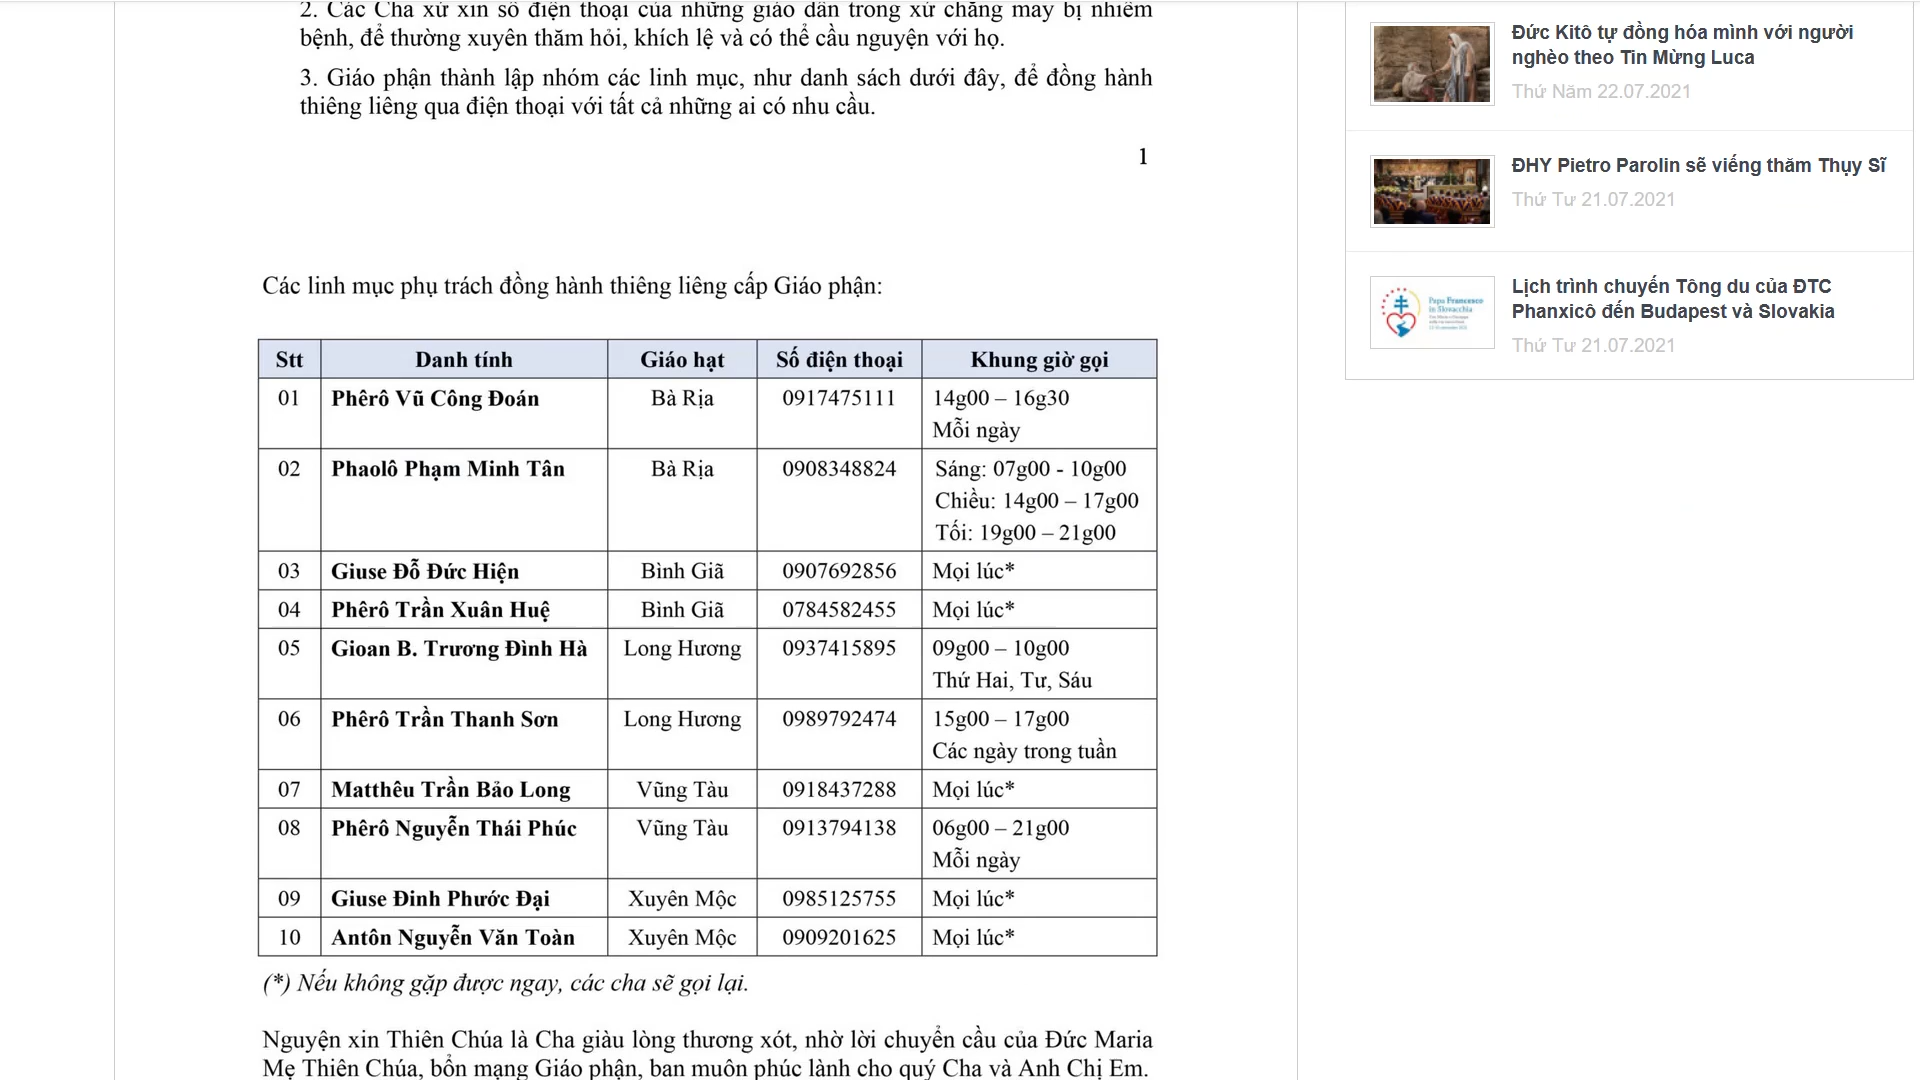 2. Các Cha xứ xin số điện thoại của những giáo dân trong xứ chẳng may bị nhiễm
bệnh, để thường xuyên thăm hỏi, khích lệ và có thể cầu nguyện với họ.
3. Giáo phận thành lập nhóm các linh mục, như danh sách dưới đây, để đồng hành
thiêng liêng qua điện thoại với tất cả những ai có nhu cầu.
1
Các linh mục phụ trách đồng hành thiêng liêng cấp Giáo phận:
Stt Danh tính Giáo hạt Số điện thoại Khung giờ gọi
01 Phêrô Vũ Công Đoán Bà Rịa 0917475111 14g00 – 16g30
Mỗi ngày
02 Phaolô Phạm Minh Tân Bà Rịa 0908348824 Sáng: 07g00 - 10g00
Chiều: 14g00 – 17g00
Tối: 19g00 – 21g00
03 Giuse Đỗ Đức Hiện Bình Giã 0907692856 Mọi lúc*
04 Phêrô Trần Xuân Huệ Bình Giã 0784582455 Mọi lúc*
05 Gioan B. Trương Đình Hà Long Hương 0937415895 09g00 – 10g00
Thứ Hai, Tư, Sáu
06 Phêrô Trần Thanh Sơn Long Hương 0989792474 15g00 – 17g00
Các ngày trong tuần
07 Matthêu Trần Bảo Long Vũng Tàu 0918437288 Mọi lúc*
08 Phêrô Nguyễn Thái Phúc Vũng Tàu 0913794138 06g00 – 21g00
Mỗi ngày
09 Giuse Đinh Phước Đại Xuyên Mộc 0985125755 Mọi lúc*
10 Antôn Nguyễn Văn Toàn Xuyên Mộc 0909201625 Mọi lúc*
(*) Nếu không gặp được ngay, các cha sẽ gọi lại.
Nguyện xin Thiên Chúa là Cha giàu lòng thương xót, nhờ lời chuyển cầu của Đức Maria
Mẹ Thiên Chúa, bổn mạng Giáo phận, ban muôn phúc lành cho quý Cha và Anh Chị Em.
Đức Kitô tự đồng hóa mình với người
nghèo theo Tin Mừng Luca
Thứ Năm 22.07.2021
ĐHY Pietro Parolin sẽ viếng thăm Thụy Sĩ
Thứ Tư 21.07.2021
Papa Francesco
in Slovacchia
Lịch trình chuyến Tông du của ĐTC
Phanxicô đến Budapest và Slovakia
Thứ Tư 21.07.2021